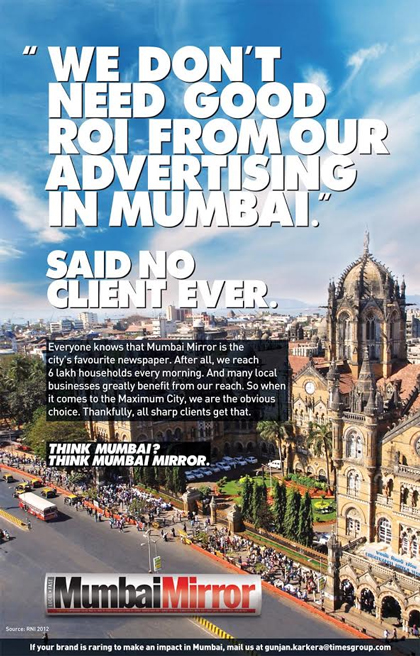 "WE DON'T
NEED GOOD
ROI FROM OUR
ADVERTISING
IN MUMBAI."
SAID NO
CLIENT EVER.
Everyone knows that Mumbai Mirror is the
city's favourite newspaper. After all, we reach
6 lakh households every morning. And many local
businesses greatly benefit from our reach. So when
it comes to the Maximum City, we are the obvious
choice. Thankfully, all sharp clients get that.
THINK MUMBAI?
THINK MUMBAI MIRROR.
MumbaiMirror
Source: RNI 2012
If your brand is raring to make an impact in Mumbai, mail us at gunjan.karkera@timesgroup.com